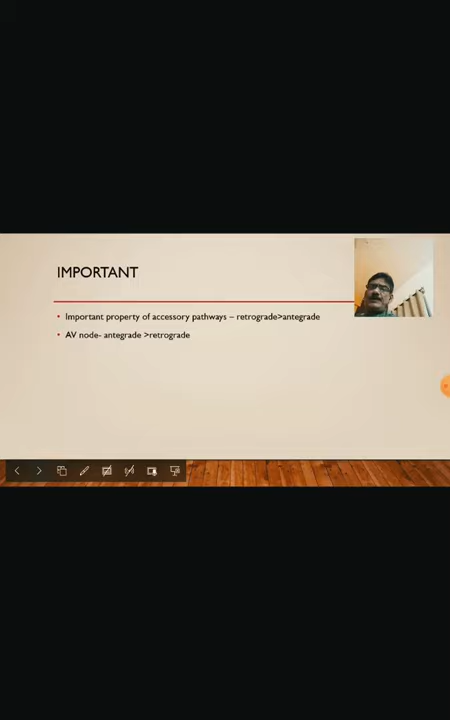 IMPORTANT
• Important property of accessory pathways – retrograde>antegrade
• AV node- antegrade >retrograde